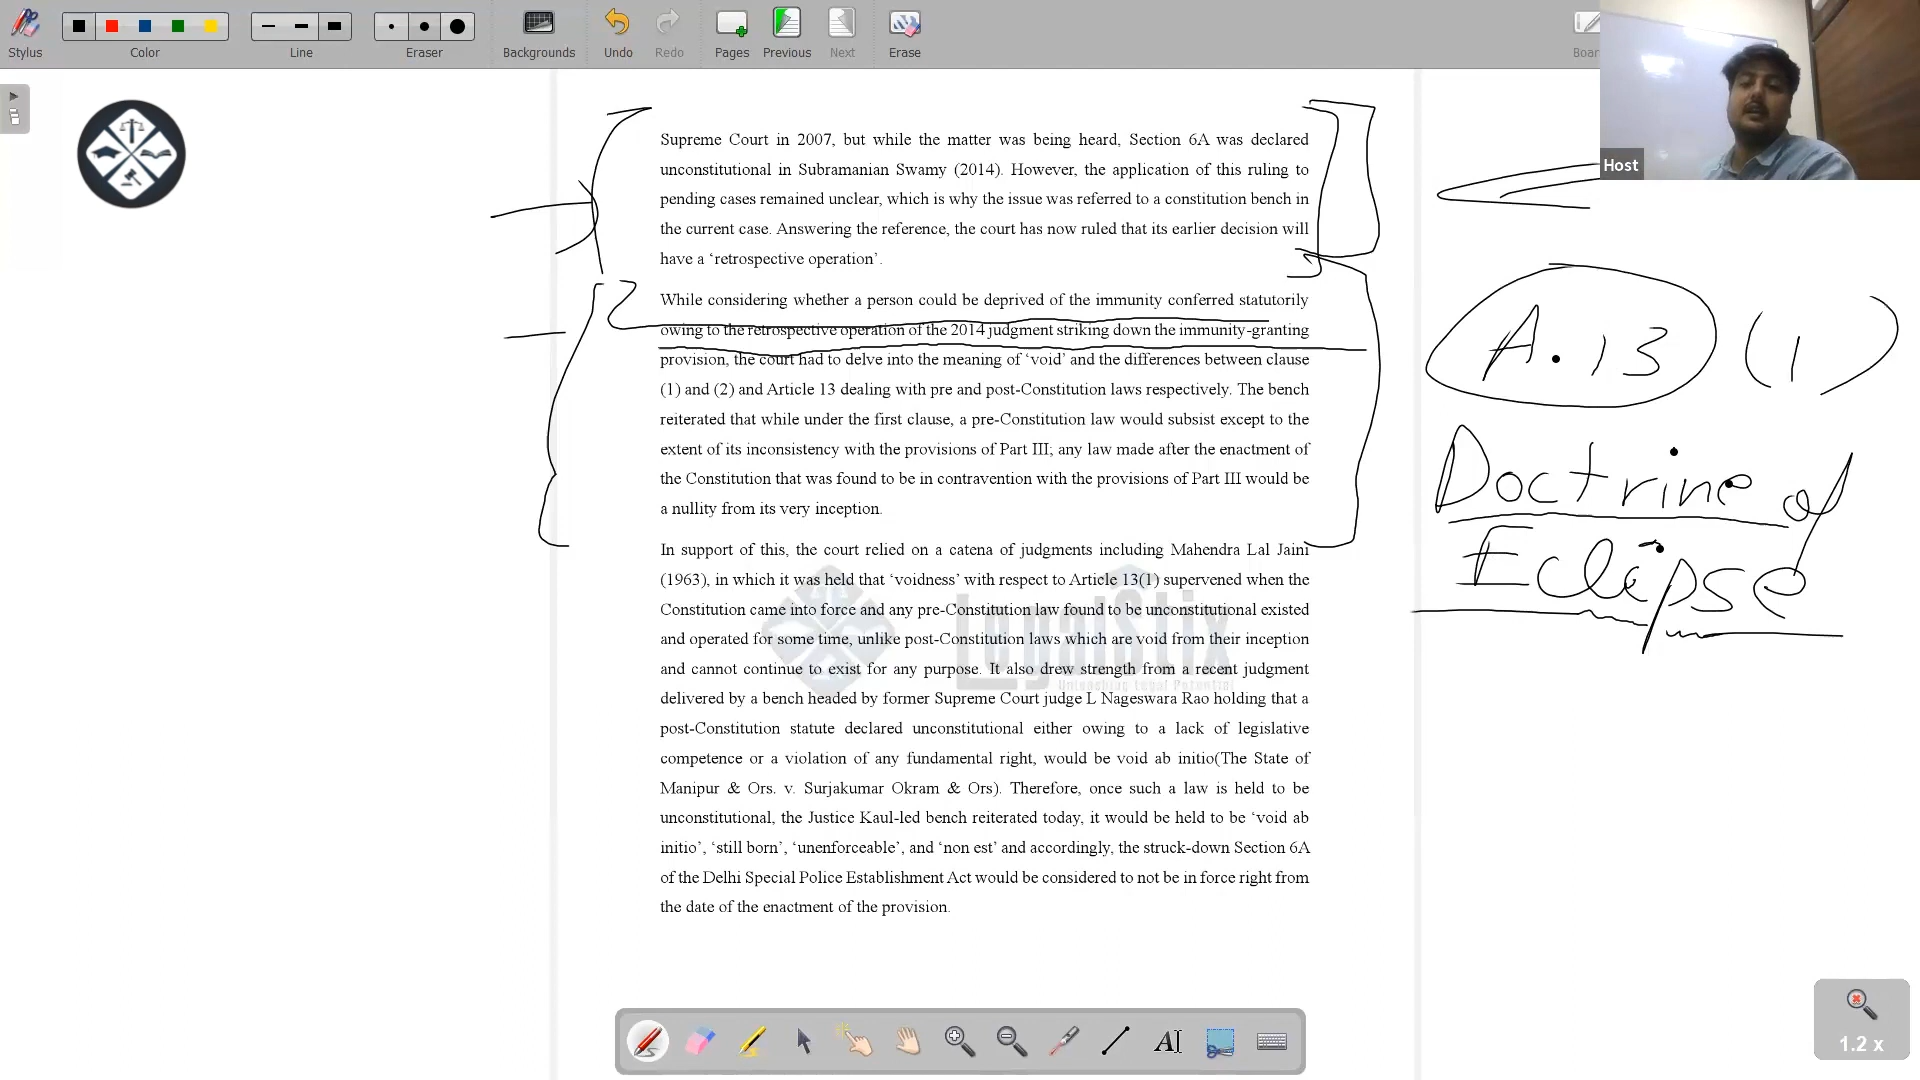 Stylus
Color
Line
Eraser
Backgrounds
Undo
Redo
Pages
Previous
Next
Erase
Boar
Host
Supreme Court in 2007, but while the matter was being heard, Section 6A was declared
unconstitutional in Subramanian Swamy (2014). However, the application of this ruling to
pending cases remained unclear, which is why the issue was referred to a constitution bench in
the current case. Answering the reference, the court has now ruled that its earlier decision will
have a ‘retrospective operation’.
While considering whether a person could be deprived of the immunity conferred statutorily
owing to the retrospective operation of the 2014 judgment striking down the immunity-granting
provision, the court had to delve into the meaning of ‘void’ and the differences between clause
(1) and (2) and Article 13 dealing with pre and post-Constitution laws respectively. The bench
reiterated that while under the first clause, a pre-Constitution law would subsist except to the
extent of its inconsistency with the provisions of Part III; any law made after the enactment of
the Constitution that was found to be in contravention with the provisions of Part III would be
a nullity from its very inception.
In support of this, the court relied on a catena of judgments including Mahendra Lal Jaini
(1963), in which it was held that ‘voidness’ with respect to Article 13(1) supervened when the
Constitution came into force and any pre-Constitution law found to be unconstitutional existed
and operated for some time, unlike post-Constitution laws which are void from their inception
and cannot continue to exist for any purpose. It also drew strength from a recent judgment
delivered by a bench headed by former Supreme Court judge L Nageswara Rao holding that a
post-Constitution statute declared unconstitutional either owing to a lack of legislative
competence or a violation of any fundamental right, would be void ab initio(The State of
Manipur & Ors. v. Surjakumar Okram & Ors). Therefore, once such a law is held to be
unconstitutional, the Justice Kaul-led bench reiterated today, it would be held to be ‘void ab
initio’, ‘still born’, ‘unenforceable’, and ‘non est’ and accordingly, the struck-down Section 6A
of the Delhi Special Police Establishment Act would be considered to not be in force right from
the date of the enactment of the provision.
LegalStix
Unleashing Legal Potential
A.13 (1)
Doctrine of
Eclipse
1.2 x